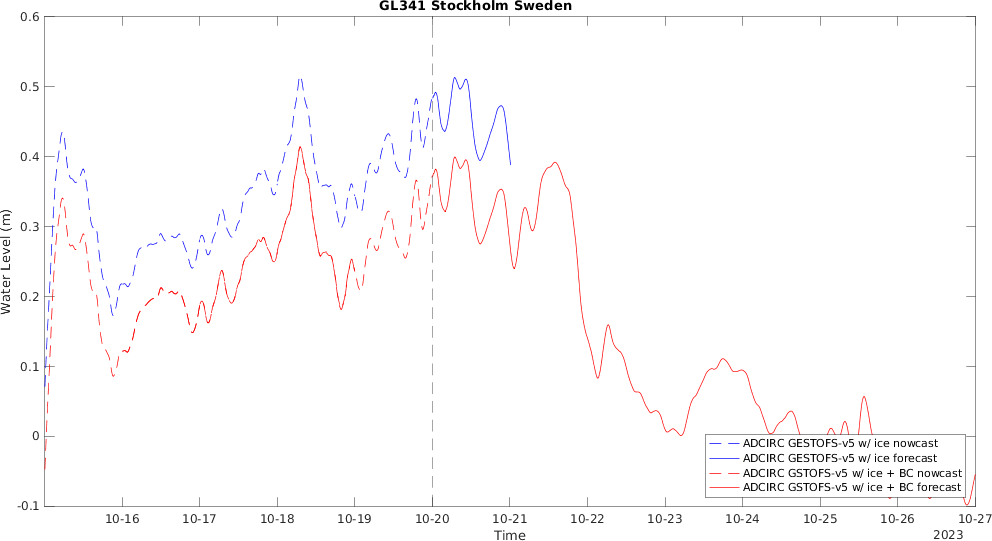 GL341 Stockholm Sweden
0.6
0.5
0.4
0.3
0.2
0.1
0
-0.1
Water Level (m)
10-16 10-17 10-18 10-19 10-20 10-21 10-22 10-23 10-24 10-25 10-26 10-27
Time
2023
ADCIRC GESTOFS-v5 w/ ice nowcast
ADCIRC GESTOFS-v5 w/ ice forecast
ADCIRC GSTOFS-v5 w/ ice + BC nowcast
ADCIRC GSTOFS-v5 w/ ice + BC forecast